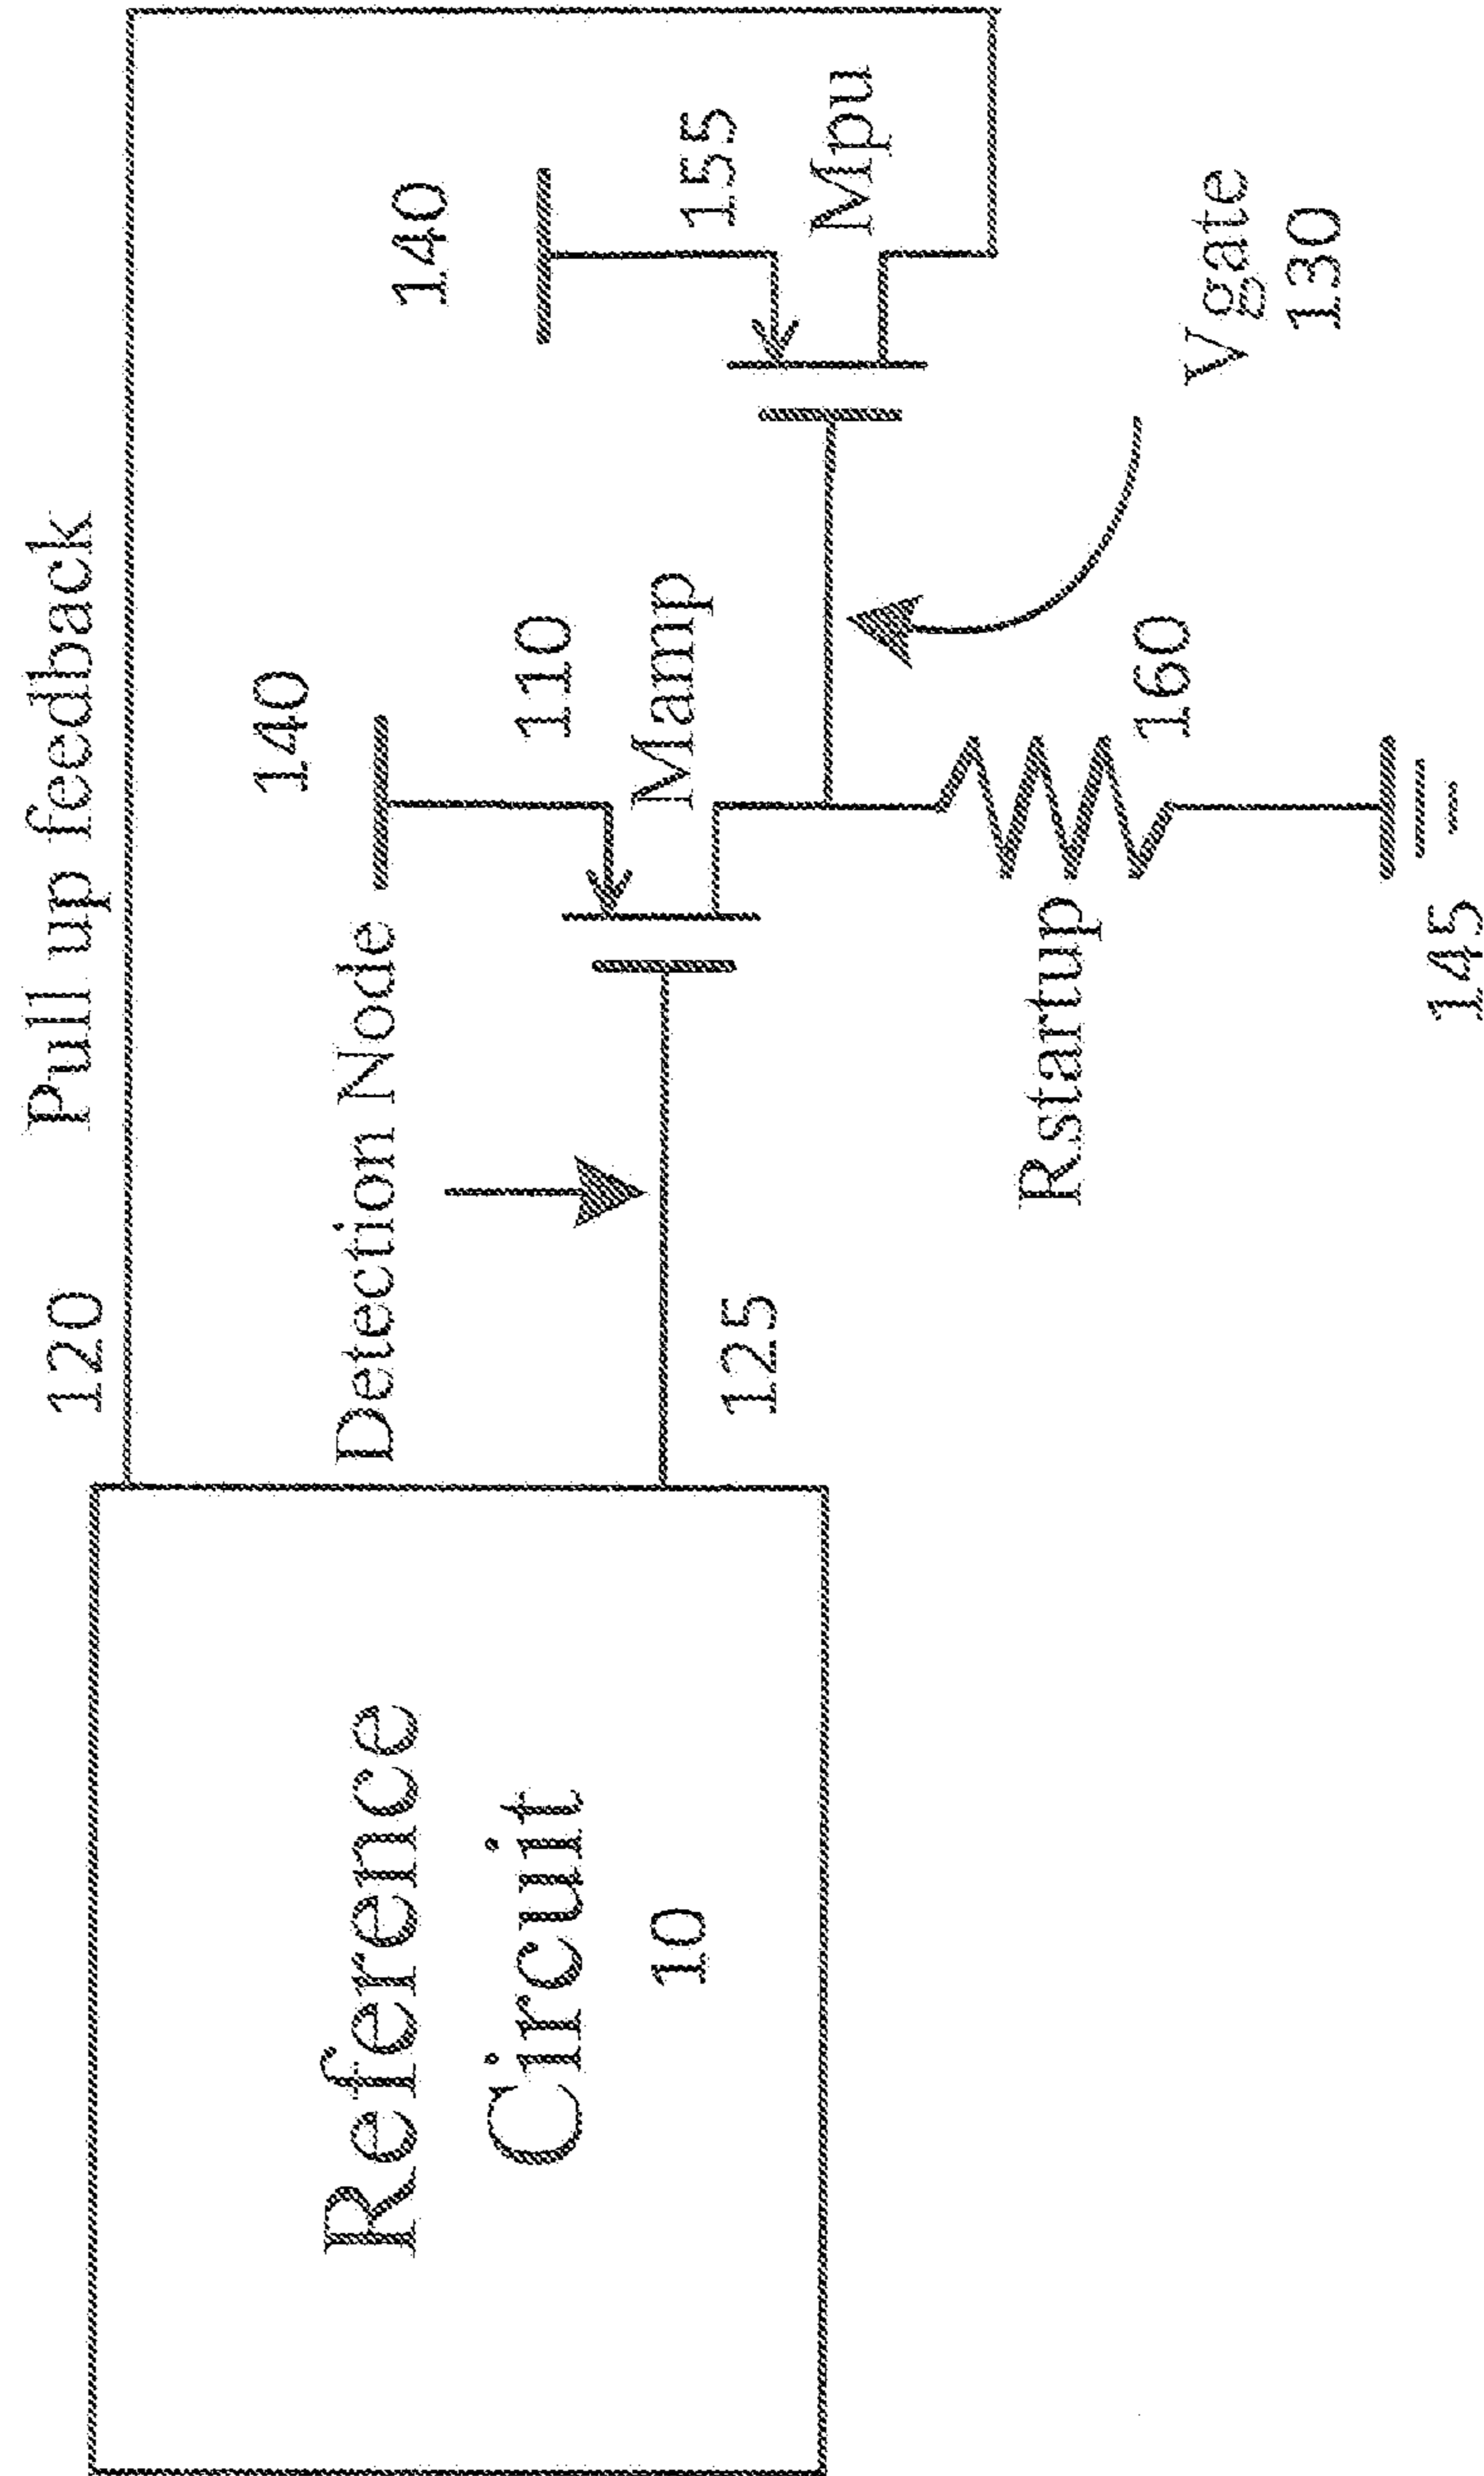 120
Pull up feedback
140
140
Detection Node
110
Mamp
155
Mpu
125
Reference
Circuit
10
Rstartup
160
Vgate
130
145